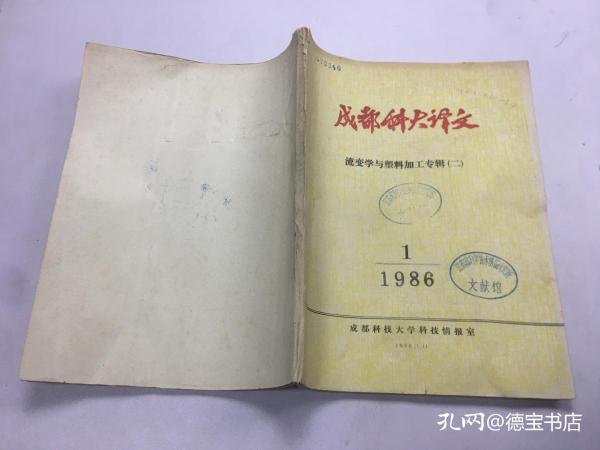 成都科大译文
流变学与塑料加工专辑(二)
1
1986
文献馆
成都科技大学科技情报室
孔网@德宝书店